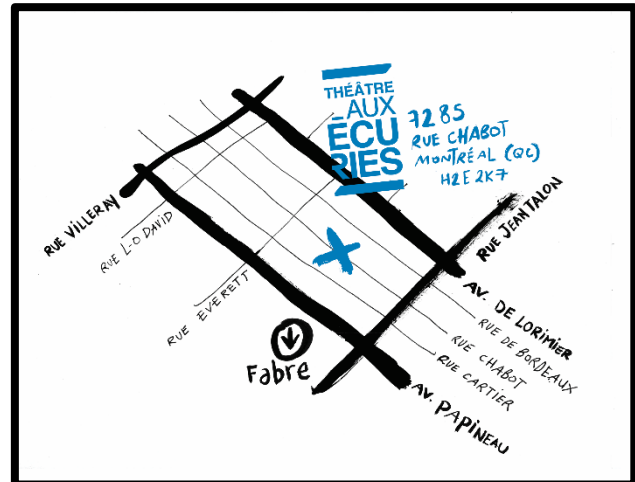 THÉÂTRE
AUX
ÉCU
RIES
7285
RUE CHABOT
MONTRÉAL (QC)
H2E 2K7
RUE VILLERAY
RUE L-O DAVID
RUE EVERETT
Fabre
RUE JEAN TALON
AV. DE LORIMIER
RUE DE BORDEAUX
RUE CHABOT
RUE CARTIER
AV. PAPINEAU